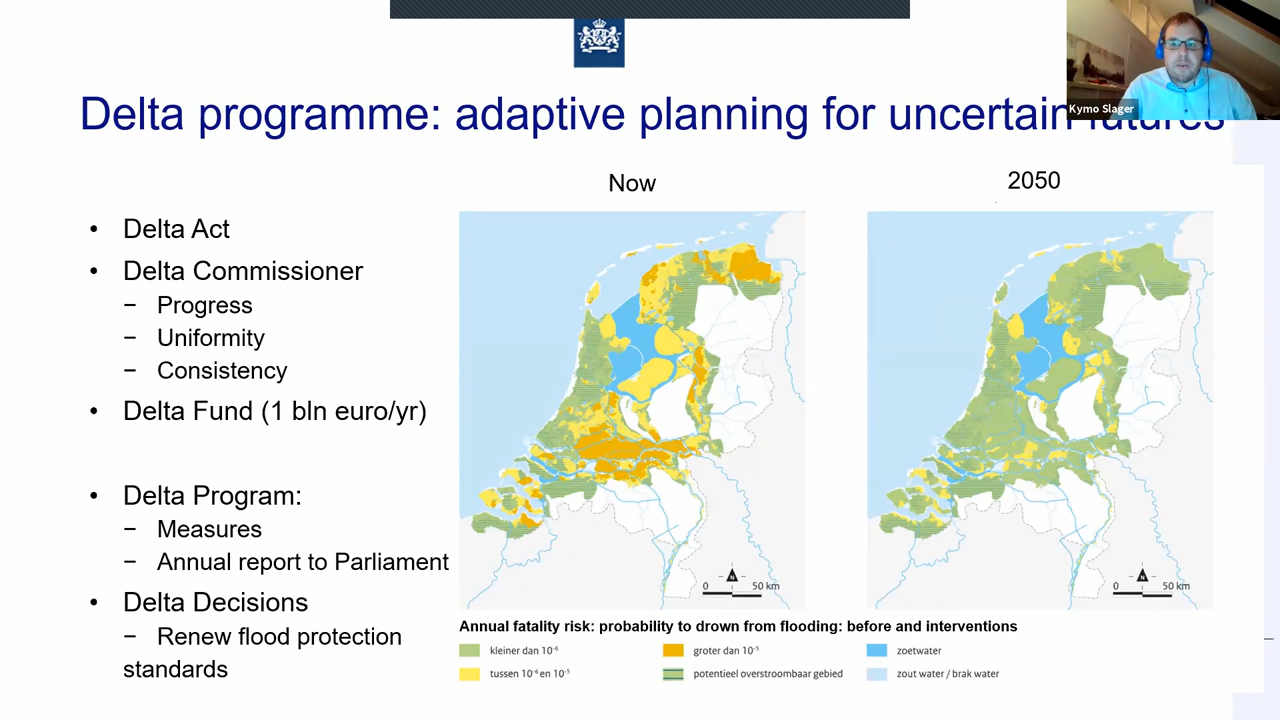 Kymo Slager
Delta programme: adaptive planning for uncertain futures
Now
2050
• Delta Act
• Delta Commissioner
− Progress
− Uniformity
− Consistency
• Delta Fund (1 bln euro/yr)
• Delta Program:
− Measures
− Annual report to Parliament
• Delta Decisions
− Renew flood protection
standards
N
0 50 km
N
0 50 km
Annual fatality risk: probability to drown from flooding: before and interventions
kleiner dan 10⁻⁶
groter dan 10⁻⁵
zoetwater
tussen 10⁻⁶ en 10⁻⁵
potentieel overstroombaar gebied
zout water / brak water